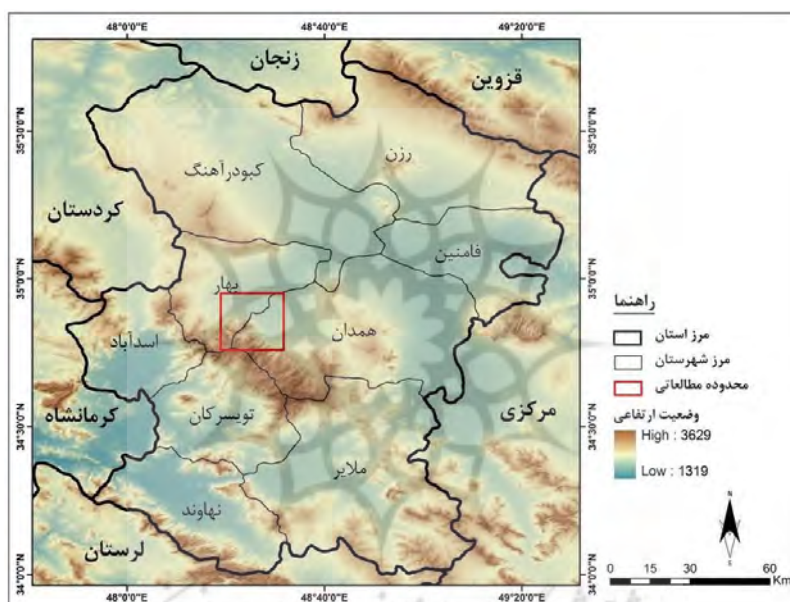 48°0'0"E
48°40'0"E
49°20'0"E
زنجان
قزوین
35°30'0"N
35°30'0"N
رزن
کبودرآهنگ
کردستان
فامنین
35°0'0"N
35°0'0"N
بهار
همدان
اسدآباد
تویسرکان
کرمانشاه
مرکزی
34°30'0"N
34°30'0"N
ملایر
نهاوند
لرستان
34°0'0"N
34°0'0"N
48°0'0"E
48°40'0"E
49°20'0"E
راهنما
مرز استان
مرز شهرستان
محدوده مطالعاتی
وضعیت ارتفاعی
High : 3629
Low : 1319
N
S
0
15
30
45
60
Km